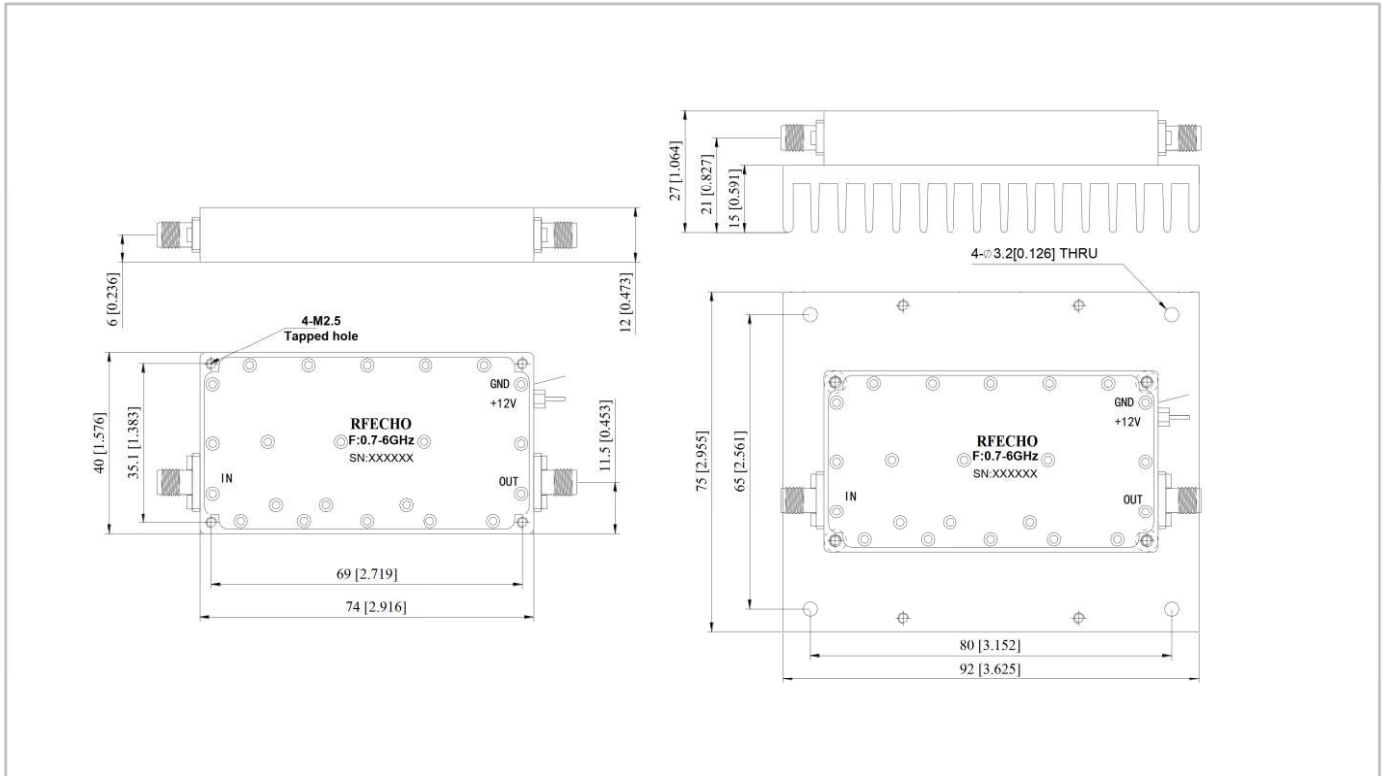 6 [0.236]
12 [0.473]
4-M2.5
Tapped hole
40 [1.576]
35.1 [1.383]
GND
+12V
RFECHO
F:0.7-6GHz
SN:XXXXXX
IN
OUT
11.5 [0.453]
69 [2.719]
74 [2.916]
27 [1.064]
21 [0.827]
15 [0.591]
4-∅3.2[0.126] THRU
75 [2.955]
65 [2.561]
GND
+12V
RFECHO
F:0.7-6GHz
SN:XXXXXX
IN
OUT
80 [3.152]
92 [3.625]